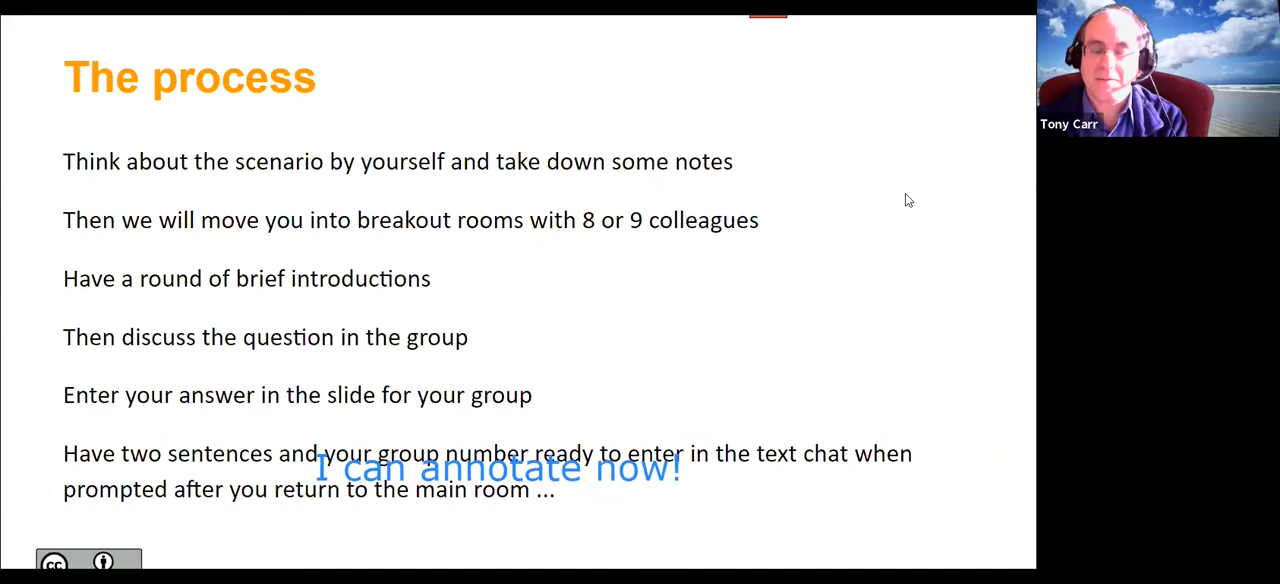 The process
Tony Carr
Think about the scenario by yourself and take down some notes
Then we will move you into breakout rooms with 8 or 9 colleagues
Have a round of brief introductions
Then discuss the question in the group
Enter your answer in the slide for your group
Have two sentences and your group number ready to enter in the text chat when
I can annotate now!
prompted after you return to the main room ...
cc